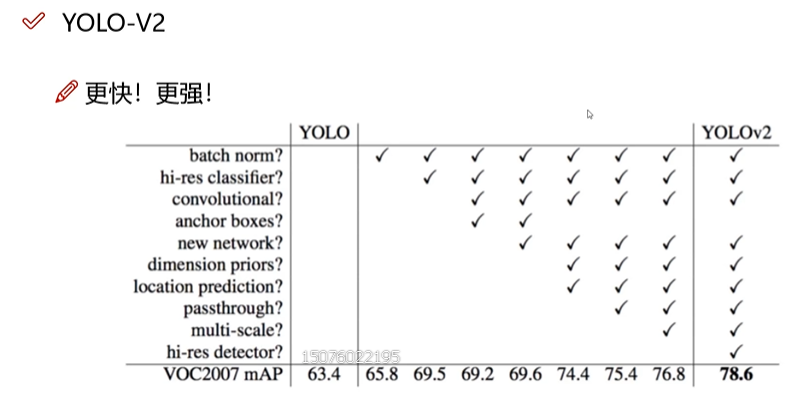 YOLO-V2
更快！更强！
YOLO YOLOv2
batch norm? ✓ ✓ ✓ ✓ ✓ ✓ ✓ ✓
hi-res classifier? ✓ ✓ ✓ ✓ ✓ ✓ ✓
convolutional? ✓ ✓ ✓ ✓ ✓ ✓
anchor boxes? ✓ ✓
new network? ✓ ✓ ✓ ✓ ✓
dimension priors? ✓ ✓ ✓ ✓
location prediction? ✓ ✓ ✓ ✓
passthrough? ✓ ✓ ✓
multi-scale? ✓ ✓
hi-res detector? ✓
15076022195
VOC2007 mAP 63.4 65.8 69.5 69.2 69.6 74.4 75.4 76.8 78.6